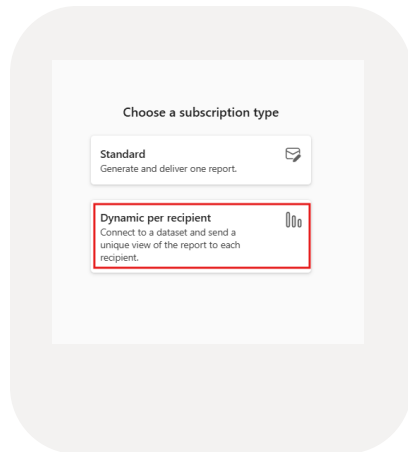 Choose a subscription type
Standard
Generate and deliver one report.
Dynamic per recipient
Connect to a dataset and send a
unique view of the report to each
recipient.